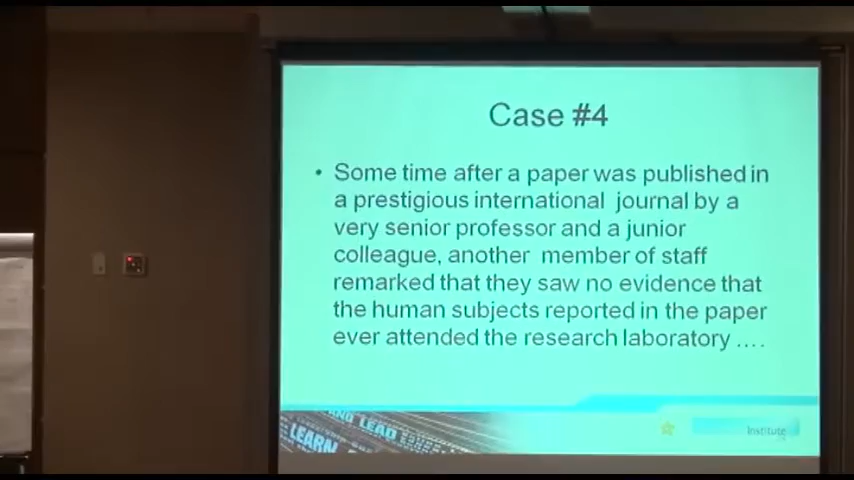 Case #4
• Some time after a paper was published in
a prestigious international journal by a
very senior professor and a junior
colleague, another member of staff
remarked that they saw no evidence that
the human subjects reported in the paper
ever attended the research laboratory ....
AND LEAD
LEARN
Institute